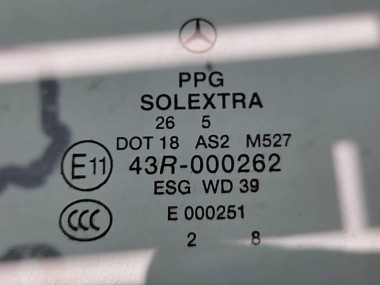 PPG
SOLEXTRA
26 5
DOT 18 AS2 M527
E11 43R-000262
ESG WD 39
CCC E 000251
2 8